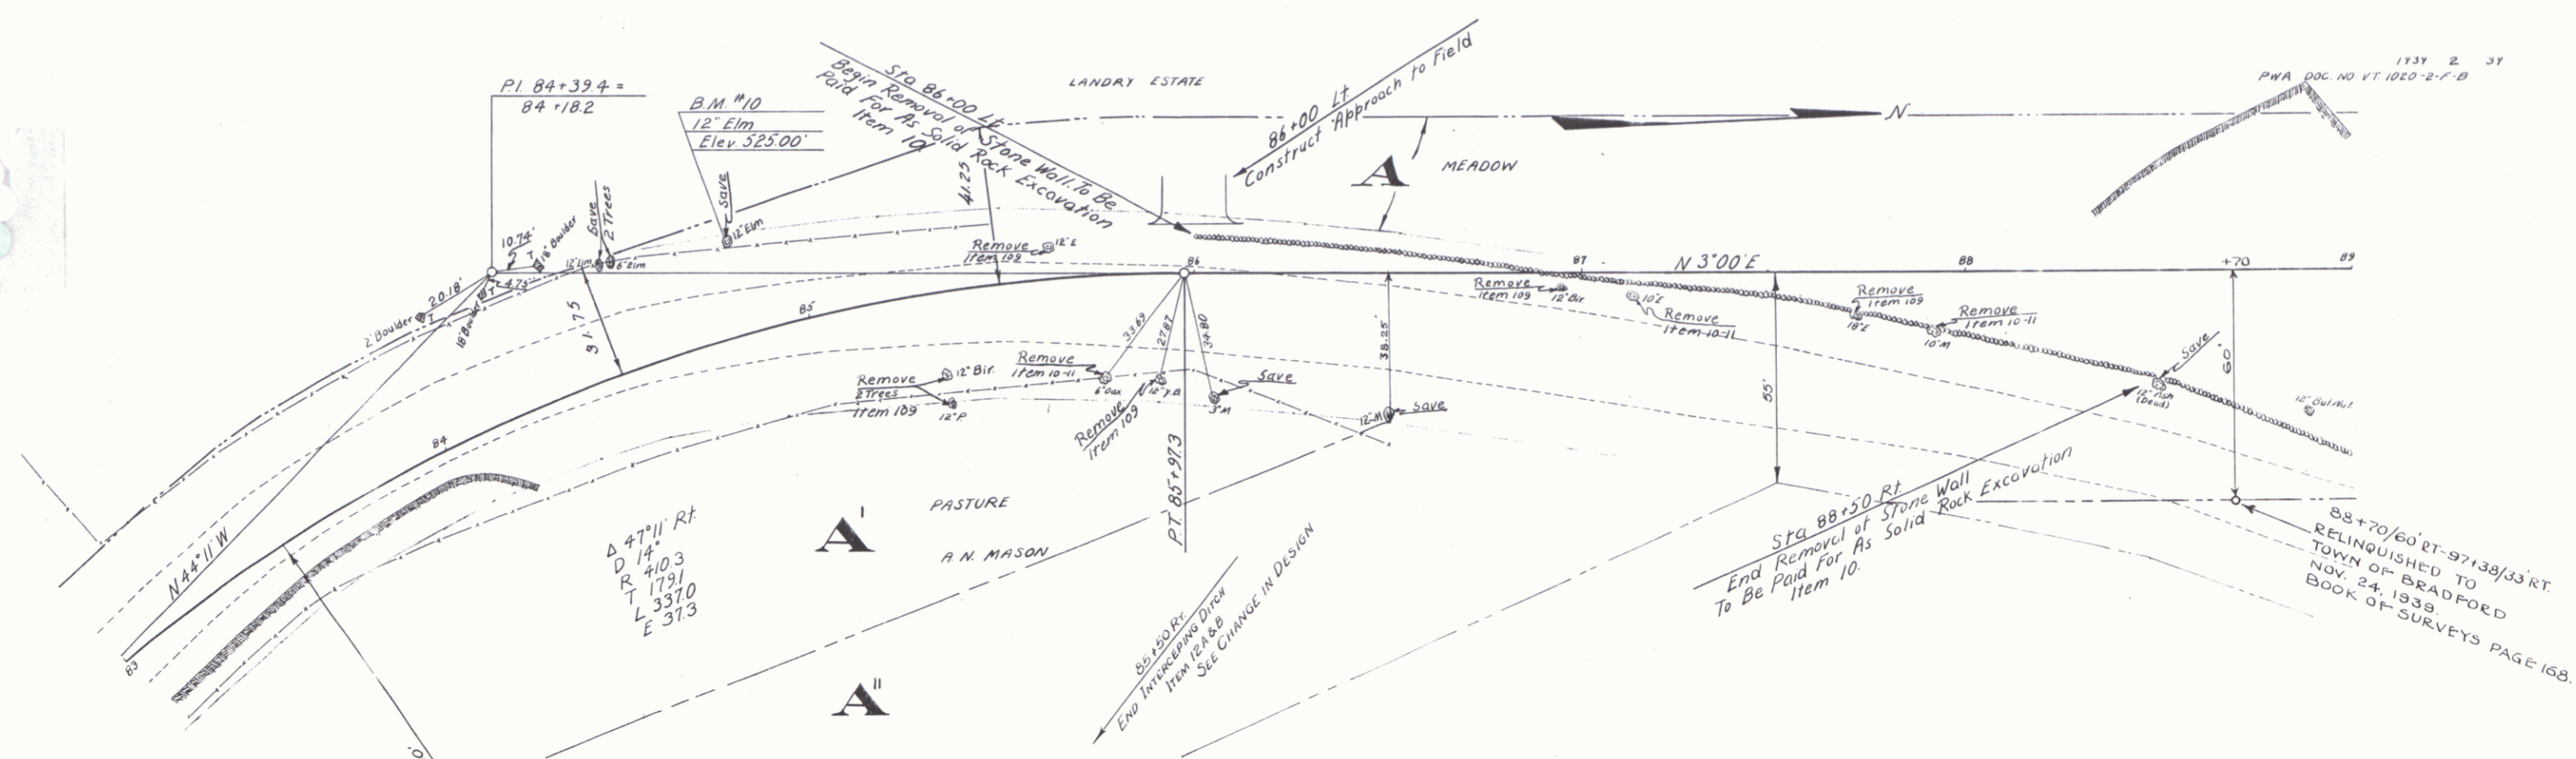 1939 2 34
PWA DOC. NO VT. 1020-2-F-B
P.I. 84+39.4 =
84+18.2
B.M. #10
12" Elm
Elev. 525.00'
Sta 86+00 Lt
Begin Removal of Stone Wall. To Be
Paid For As Solid Rock Excavation
Item 10
LANDRY ESTATE
86+00 Lt
Construct Approach to Field
N
A
MEADOW
10.74'
18" Boulder
Save
2 Trees
12" Elm
6" Elm
Save
12" Elm
41.25
Remove
Item 109
12" E
20.18'
4.75'
2' Boulder
18" Boulder
51.75
83
84
85
86
87
88
+70
89
N 3°00' E
N 44°11' W
33.69
27.87
34.80
38.25'
55'
60'
Remove
Item 109
12" Bir.
10" E
Remove
Item 10-11
Remove
Item 109
18" E
Remove
Item 10-11
10" M
Save
12" Ash
(Dead)
12" But.Nut.
Remove
2 Trees
Item 109
12" Bir.
12" P.
Remove
Item 10-11
6" Oak
Remove
Item 109
12" Y.B.
Save
3" M
12" M
Save
P.T. 85+97.3
Δ 47°11' Rt
D 14°
R 410.3
T 179.1
L 337.0
E 37.3
A'
PASTURE
A.N. MASON
A"
85+50 Rt.
END INTERCEPING DITCH
ITEM 12A&B
SEE CHANGE IN DESIGN
Sta 88+50 Rt.
End Removal of Stone Wall
To Be Paid For As Solid Rock Excavation
Item 10.
88+70/60' RT-97+38/33' RT.
RELINQUISHED TO
TOWN OF BRADFORD
NOV. 24, 1939.
BOOK OF SURVEYS PAGE 168.
0'